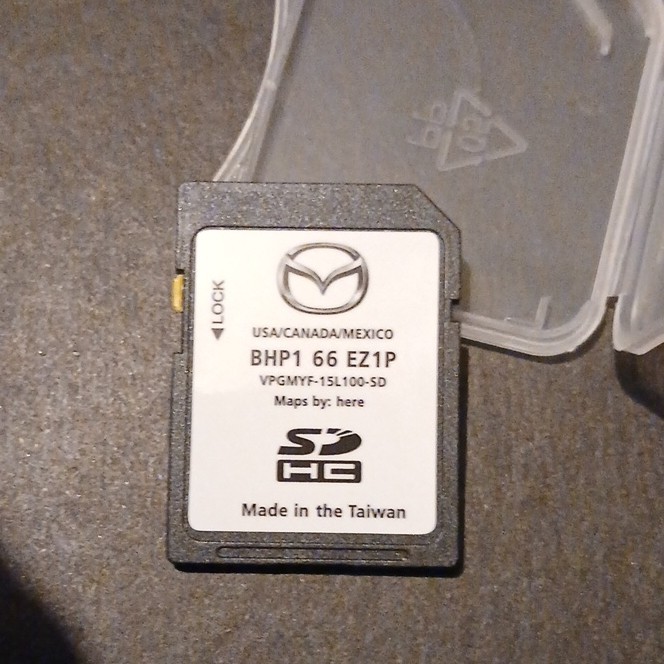 ◀LOCK
USA/CANADA/MEXICO
BHP1 66 EZ1P
VPGMYF-15L100-SD
Maps by: here
SD
HC
Made in the Taiwan